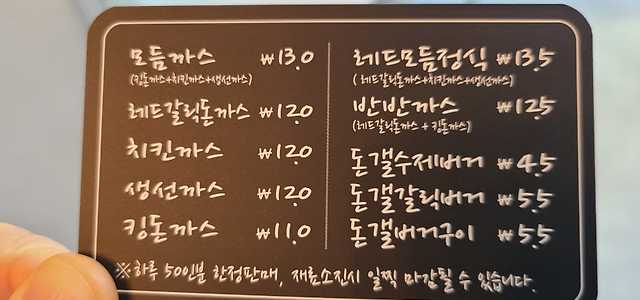 모듬까스 ₩13.0
(킹돈까스+치킨까스+생선까스)
레드갈릭돈까스 ₩12.0
치킨까스 ₩12.0
생선까스 ₩12.0
킹돈까스 ₩11.0
레드모듬정식 ₩13.5
(레드갈릭돈까스+치킨까스+생선까스)
반반까스 ₩12.5
(레드갈릭돈까스 + 킹돈까스)
돈갤수제버거 ₩4.5
돈갤갈릭버거 ₩5.5
돈갤버거구이 ₩5.5
※하루 50인분 한정판매, 재료소진시 일찍 마감될 수 있습니다.